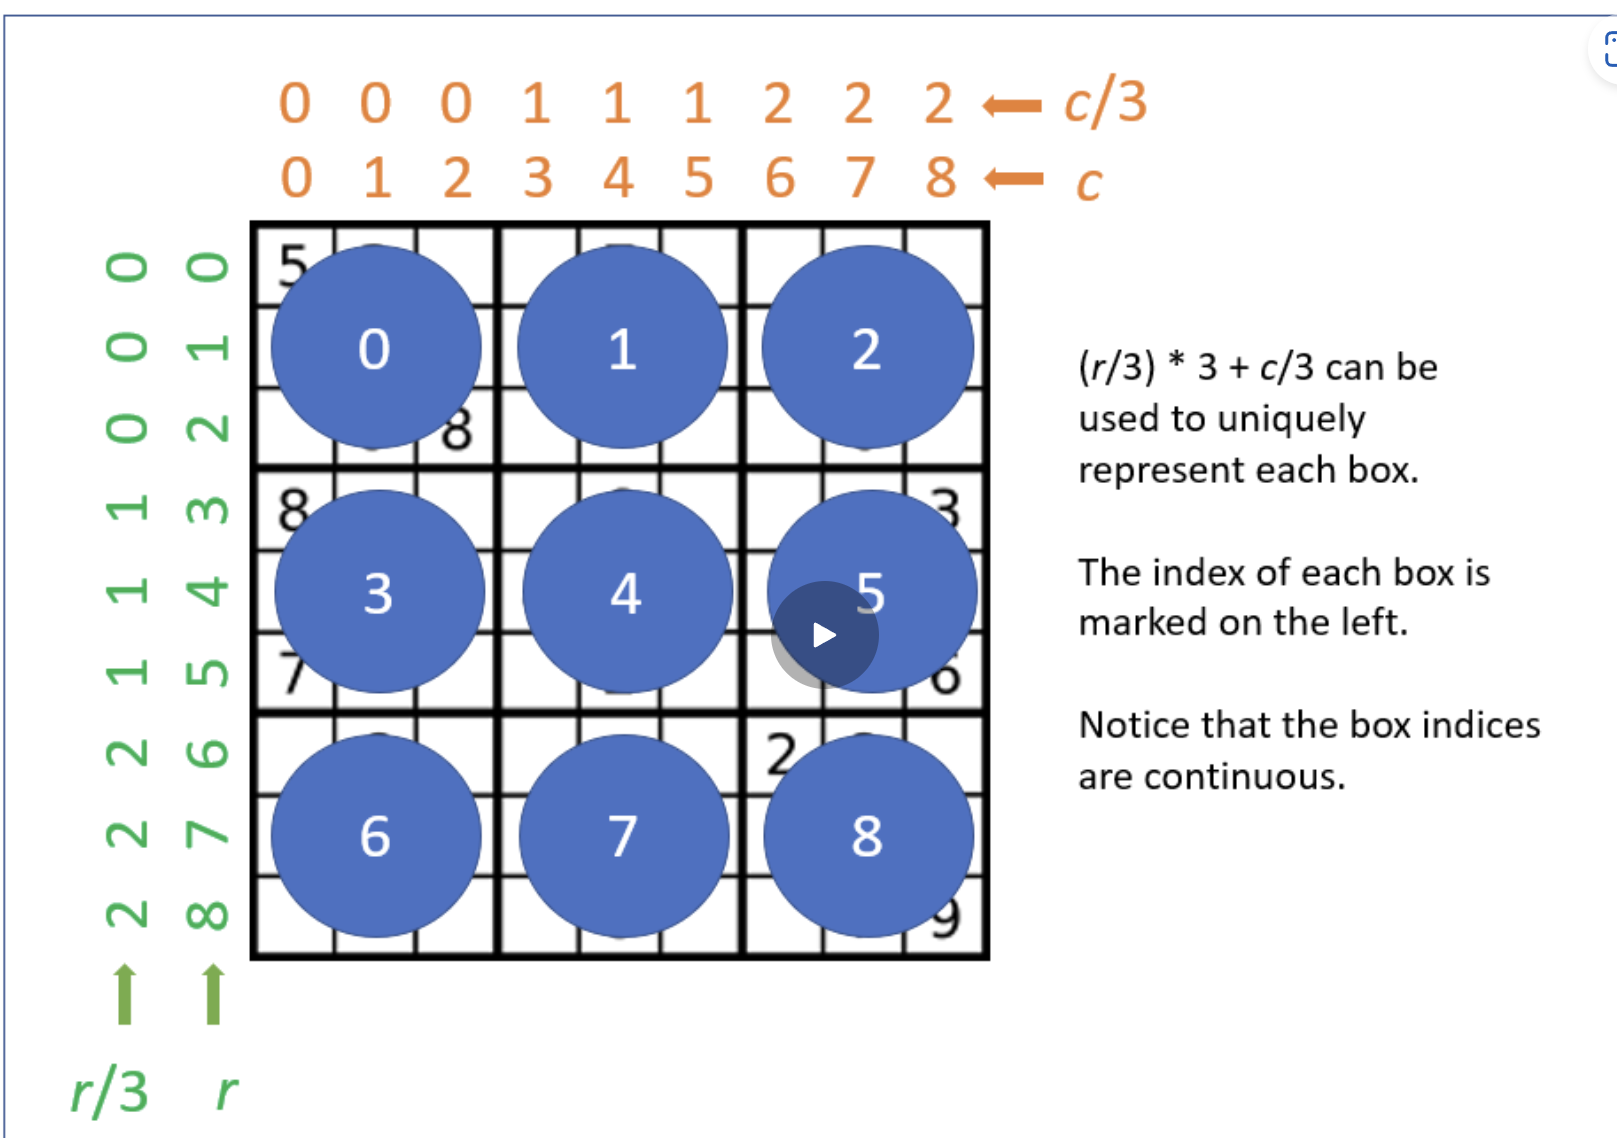 0 0 0 1 1 1 2 2 2 c/3
0 1 2 3 4 5 6 7 8 c
0 0 5
0 1 0 1 2
0 2 8
1 3 8 3
1 4 3 4 5
1 5 7 6
2 6 2
2 7 6 7 8
2 8 9
r/3 r
(r/3) * 3 + c/3 can be
used to uniquely
represent each box.
The index of each box is
marked on the left.
Notice that the box indices
are continuous.